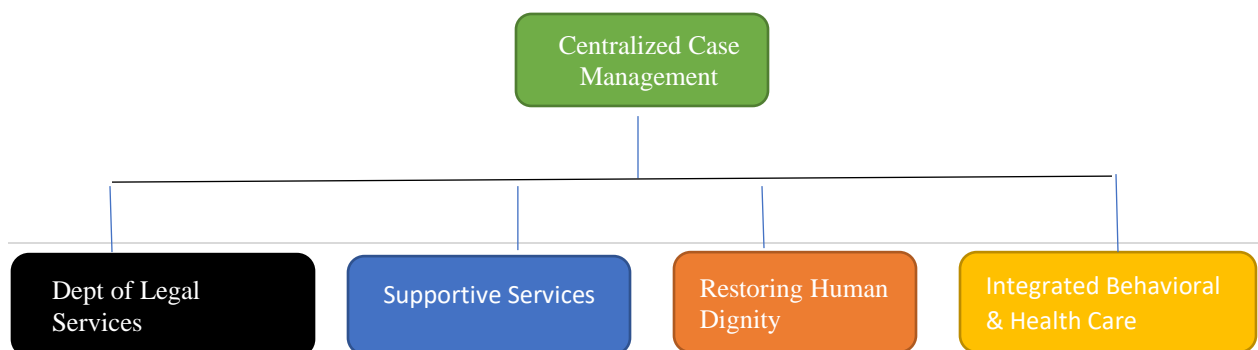 Centralized Case
Management
Dept of Legal
Services
Supportive Services
Restoring Human
Dignity
Integrated Behavioral
& Health Care